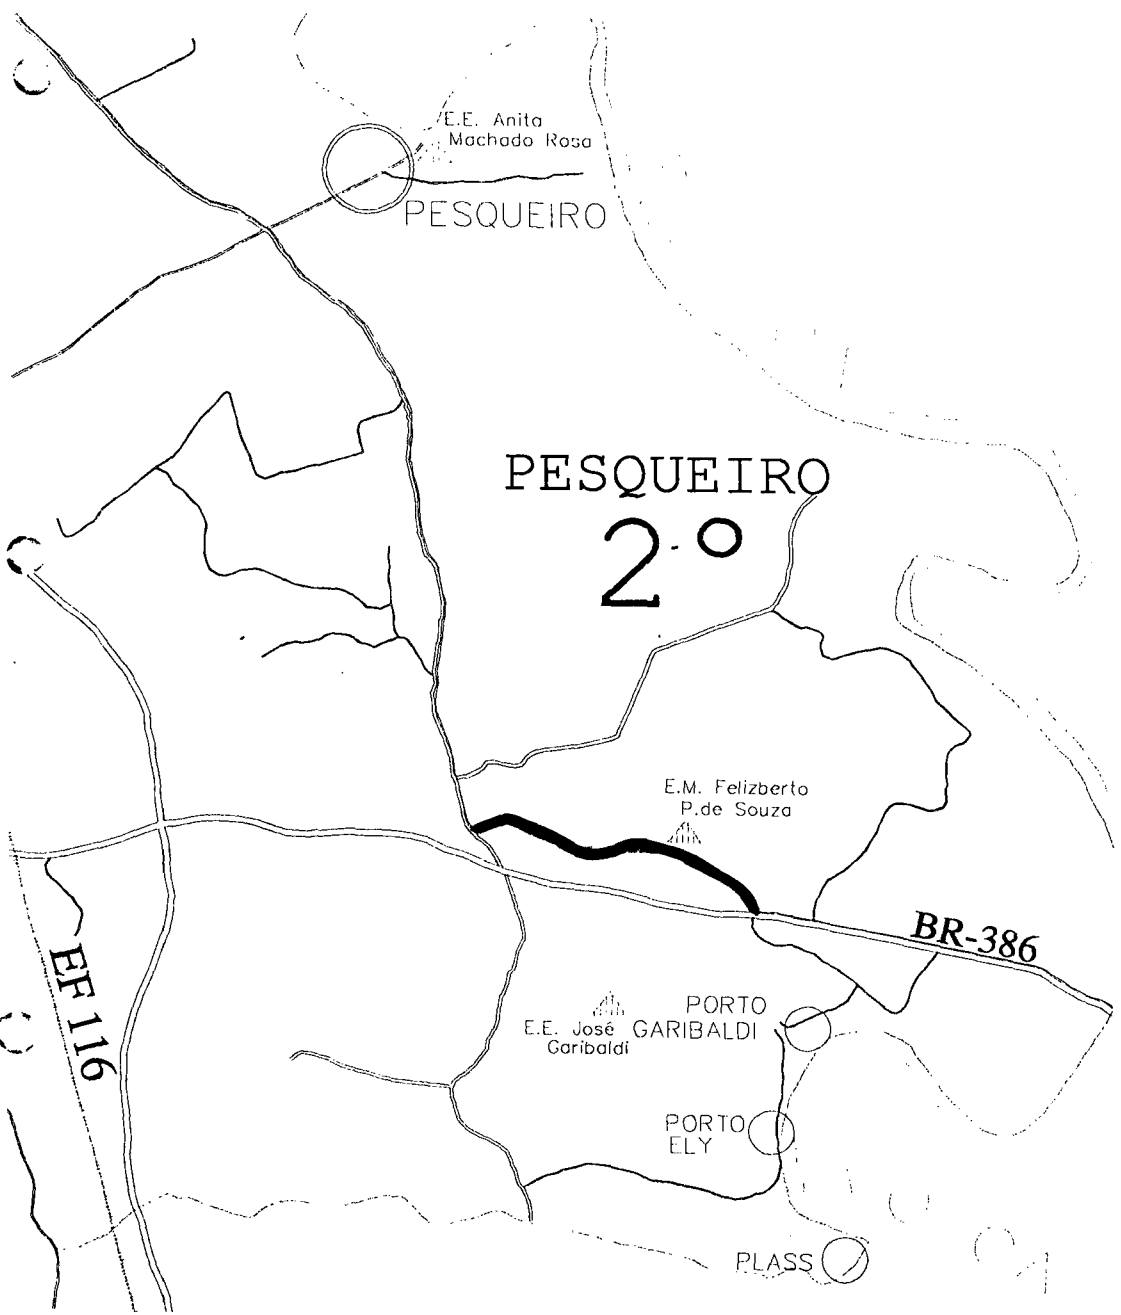 E.E. Anita
Machado Rosa
PESQUEIRO
PESQUEIRO
2.º
E.M. Felizberto
P.de Souza
BR-386
EF 116
PORTO
GARIBALDI
E.E. José
Garibaldi
PORTO
ELY
PLASS